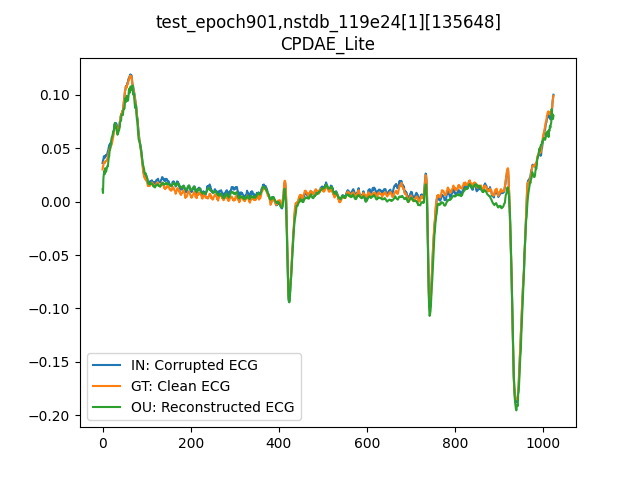 test_epoch901,nstdb_119e24[1][135648]
CPDAE_Lite
0.10
0.05
0.00
−0.05
−0.10
−0.15
−0.20
IN: Corrupted ECG
GT: Clean ECG
OU: Reconstructed ECG
0 200 400 600 800 1000